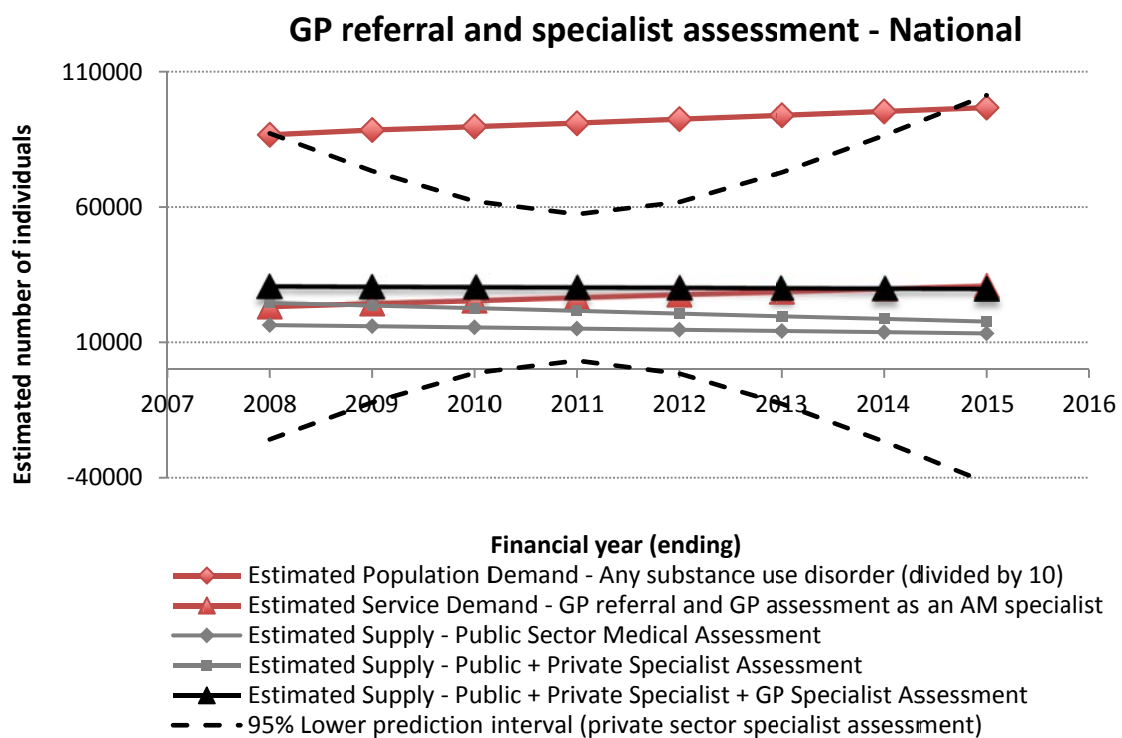 GP referral and specialist assessment - National
110000
60000
10000
-40000
Estimated number of individuals
2007 2008 2009 2010 2011 2012 2013 2014 2015 2016
Financial year (ending)
Estimated Population Demand - Any substance use disorder (divided by 10)
Estimated Service Demand - GP referral and GP assessment as an AM specialist
Estimated Supply - Public Sector Medical Assessment
Estimated Supply - Public + Private Specialist Assessment
Estimated Supply - Public + Private Specialist + GP Specialist Assessment
95% Lower prediction interval (private sector specialist assessment)